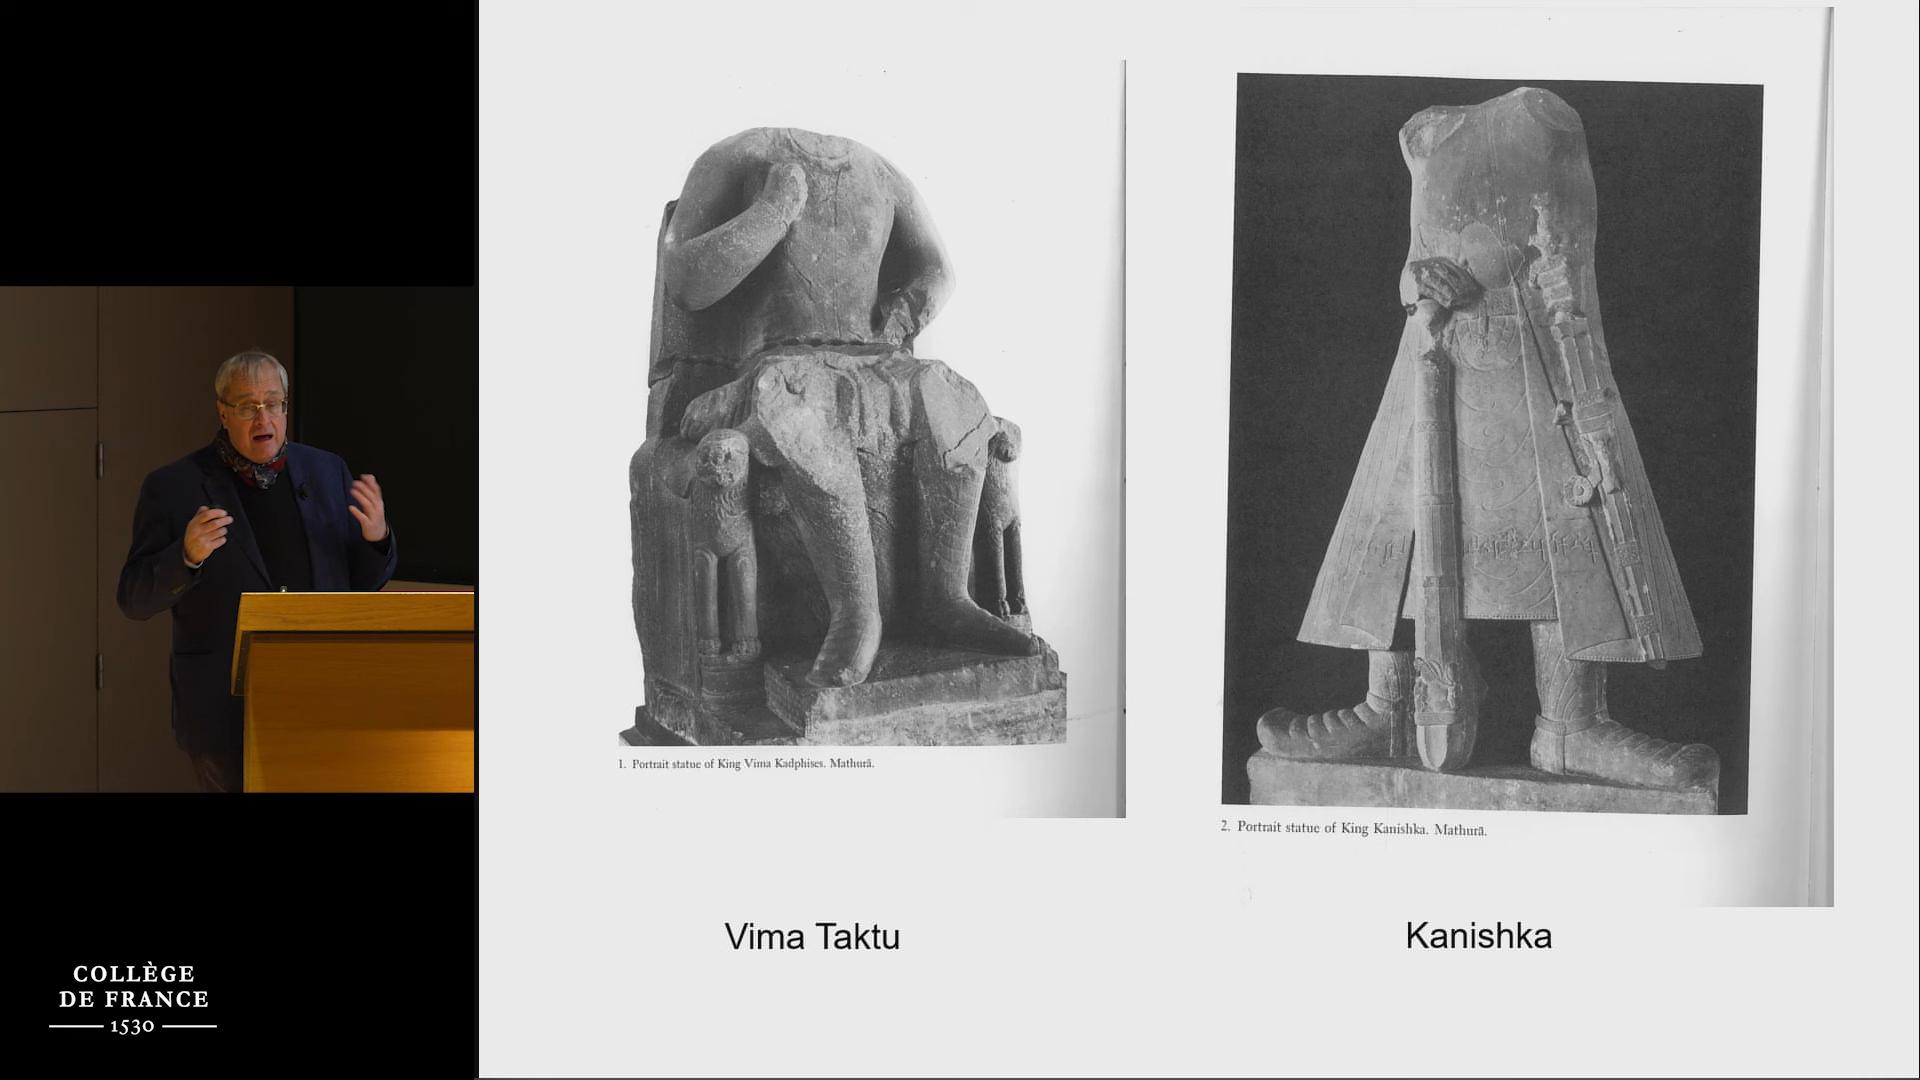 1. Portrait statue of King Vima Kadphises. Mathurā.
2. Portrait statue of King Kanishka. Mathurā.
Vima Taktu
Kanishka
COLLÈGE
DE FRANCE
1530